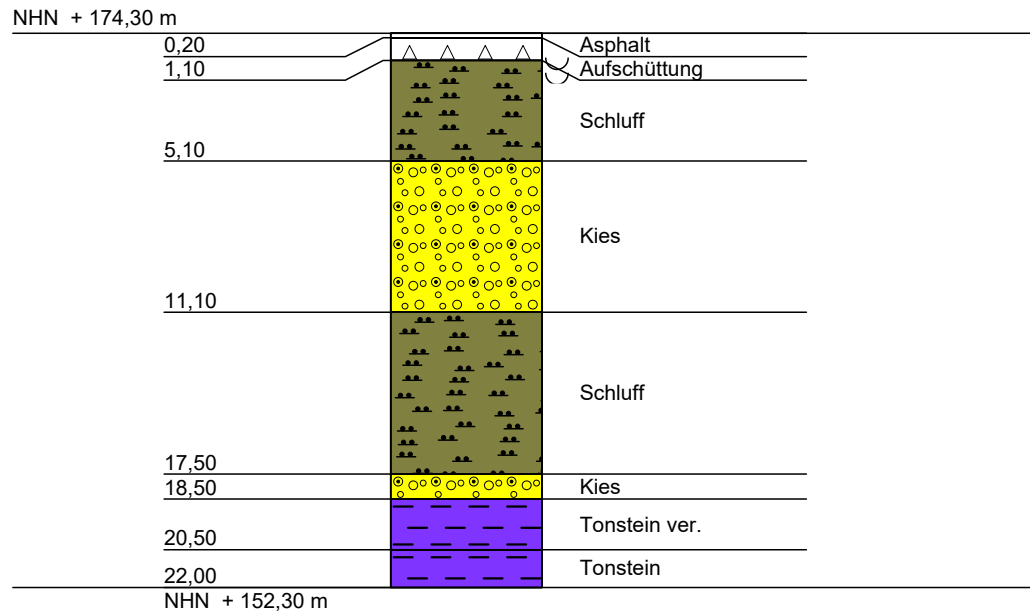 NHN + 174,30 m
0,20 Asphalt
1,10 Aufschüttung
Schluff
5,10
Kies
11,10
Schluff
17,50
18,50 Kies
Tonstein ver.
20,50
Tonstein
22,00
NHN + 152,30 m